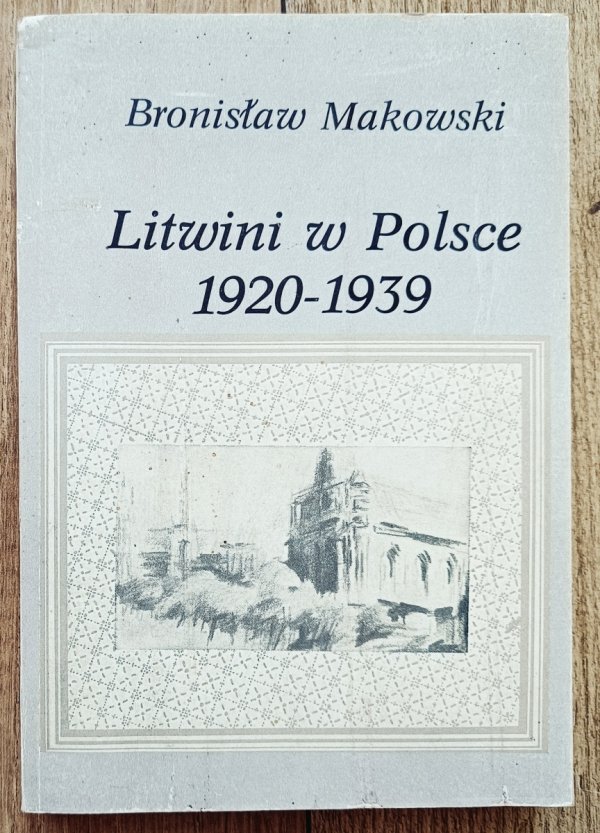 Bronisław Makowski
Litwini w Polsce
1920-1939